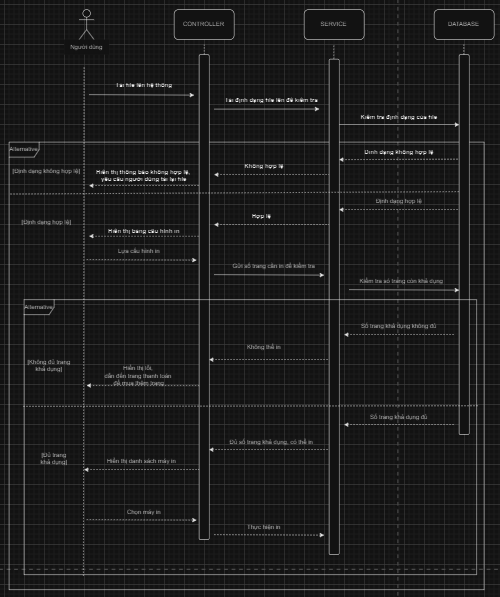 CONTROLLER
SERVICE
DATABASE
Người dùng
Tải file lên hệ thống
Tải định dạng file lên để kiểm tra
Kiểm tra định dạng của file
Alternative
Định dạng không hợp lệ
[Định dạng không hợp lệ]
Không hợp lệ
Hiển thị thông báo không hợp lệ,
yêu cầu người dùng tải lại file
Định dạng hợp lệ
[Định dạng hợp lệ]
Hợp lệ
Hiển thị bảng cấu hình in
Lựa cấu hình in
Gửi số trang cần in để kiểm tra
Kiểm tra số trang còn khả dụng
Alternative
Số trang khả dụng không đủ
Không thể in
[Không đủ trang
khả dụng]
Hiển thị lỗi,
dẫn đến trang thanh toán
để mua thêm trang
Số trang khả dụng đủ
Đủ số trang khả dụng, có thể in
[Đủ trang
khả dụng]
Hiển thị danh sách máy in
Chọn máy in
Thực hiện in